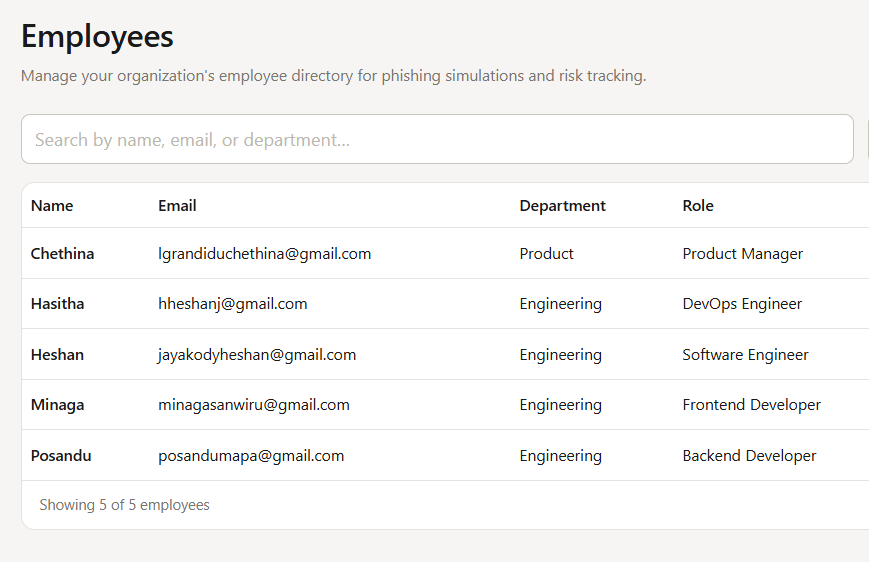 Employees
Manage your organization's employee directory for phishing simulations and risk tracking.
Search by name, email, or department...
Name Email Department Role
Chethina lgrandiduchethina@gmail.com Product Product Manager
Hasitha hheshanj@gmail.com Engineering DevOps Engineer
Heshan jayakodyheshan@gmail.com Engineering Software Engineer
Minaga minagasanwiru@gmail.com Engineering Frontend Developer
Posandu posandumapa@gmail.com Engineering Backend Developer
Showing 5 of 5 employees